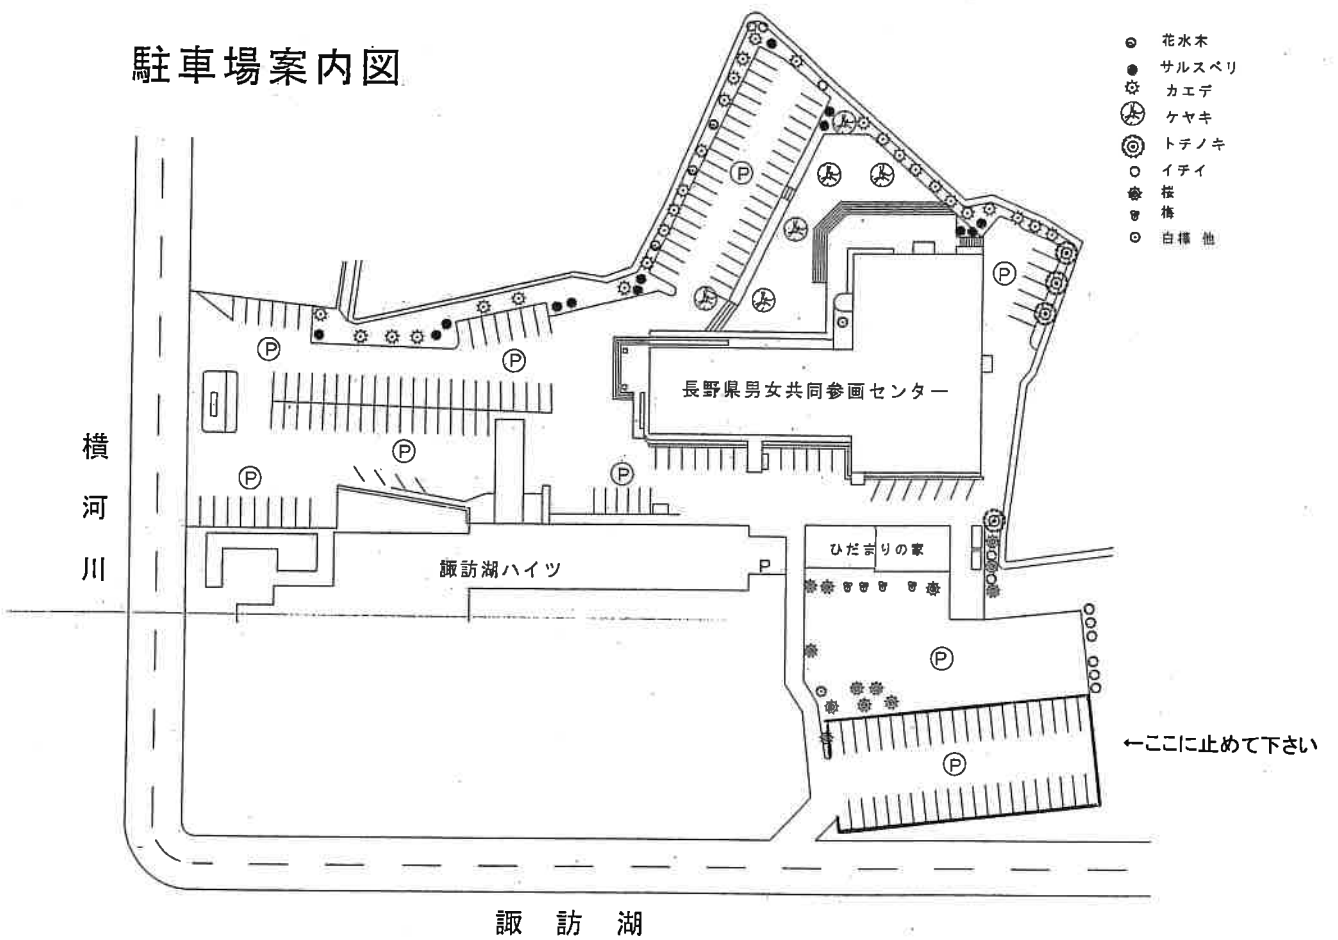 駐車場案内図
花水木
サルスベリ
カエデ
ケヤキ
トチノキ
イチイ
桜
梅
白樺 他
P
P
P
P
長野県男女共同参画センター
P
P
P
横河川
ひだまりの家
諏訪湖ハイツ
P
P
←ここに止めて下さい
P
諏訪湖